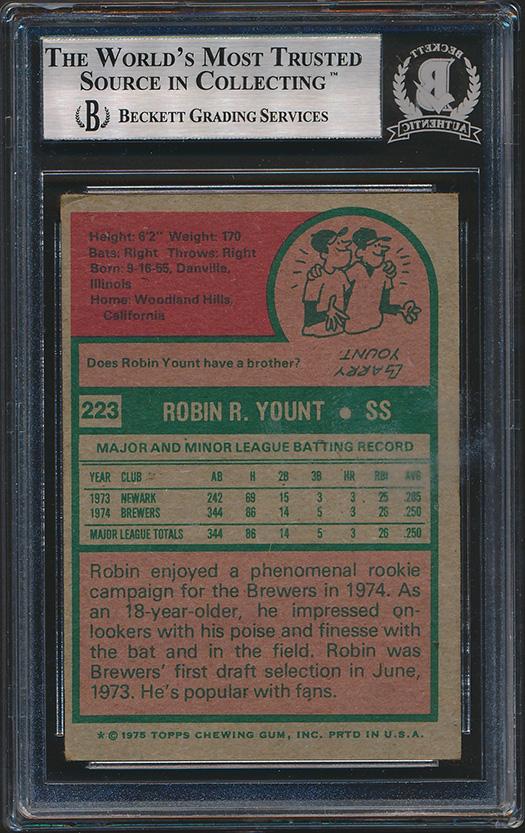 THE WORLD'S MOST TRUSTED
SOURCE IN COLLECTING™
B BECKETT GRADING SERVICES
BECKETT
B
AUTHENTIC
Height: 6'2" Weight: 170
Bats: Right Throws: Right
Born: 9-16-55, Danville,
Illinois
Home: Woodland Hills,
California
Does Robin Yount have a brother?
LARRY
YOUNT
223 ROBIN R. YOUNT • SS
MAJOR AND MINOR LEAGUE BATTING RECORD
YEAR CLUB AB H 2B 3B HR RBI AVG
1973 NEWARK 242 69 15 3 3 25 .285
1974 BREWERS 344 86 14 5 3 26 .250
MAJOR LEAGUE TOTALS 344 86 14 5 3 26 .250
Robin enjoyed a phenomenal rookie
campaign for the Brewers in 1974. As
an 18-year-older, he impressed on-
lookers with his poise and finesse with
the bat and in the field. Robin was
Brewers' first draft selection in June,
1973. He's popular with fans.
* © 1975 TOPPS CHEWING GUM, INC. PRTD IN U.S.A.